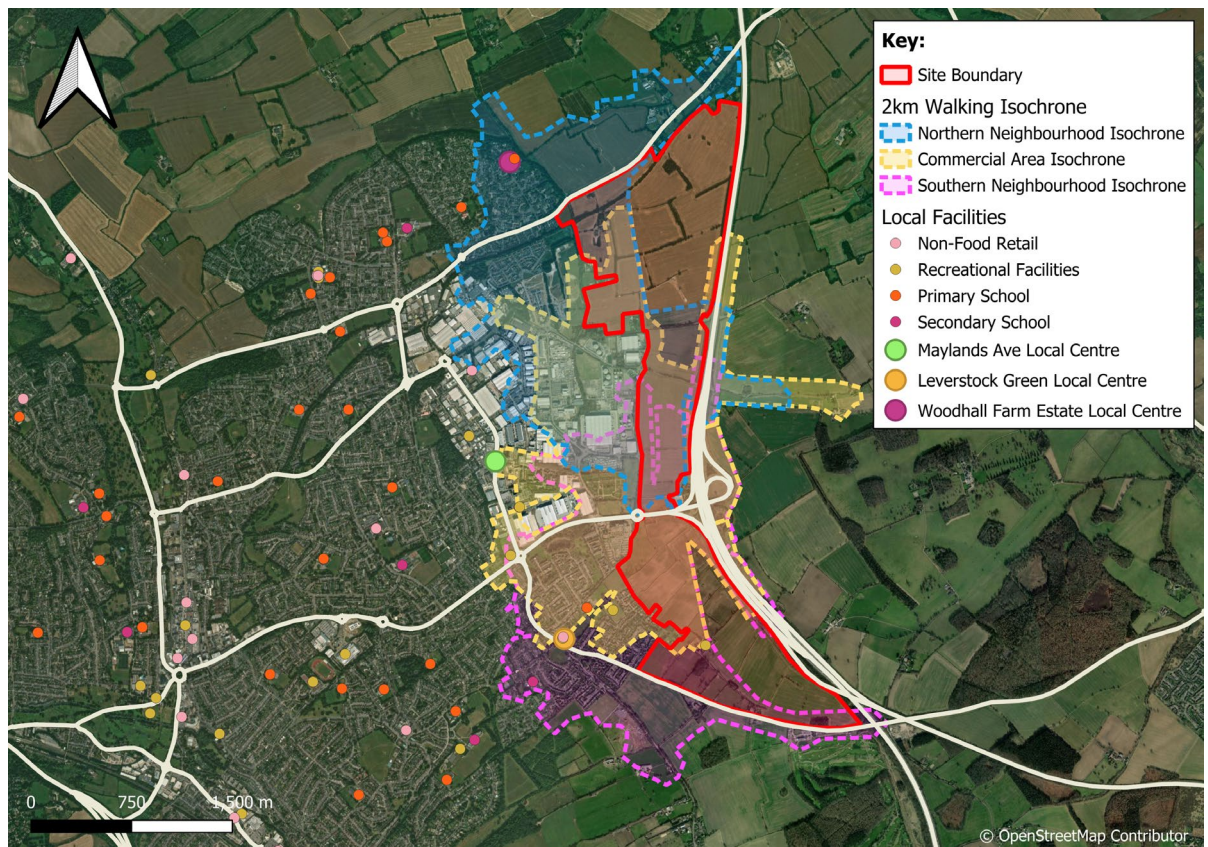 Key:
Site Boundary
2km Walking Isochrone
Northern Neighbourhood Isochrone
Commercial Area Isochrone
Southern Neighbourhood Isochrone
Local Facilities
Non-Food Retail
Recreational Facilities
Primary School
Secondary School
Maylands Ave Local Centre
Leverstock Green Local Centre
Woodhall Farm Estate Local Centre
0 750 1,500 m
© OpenStreetMap Contributor